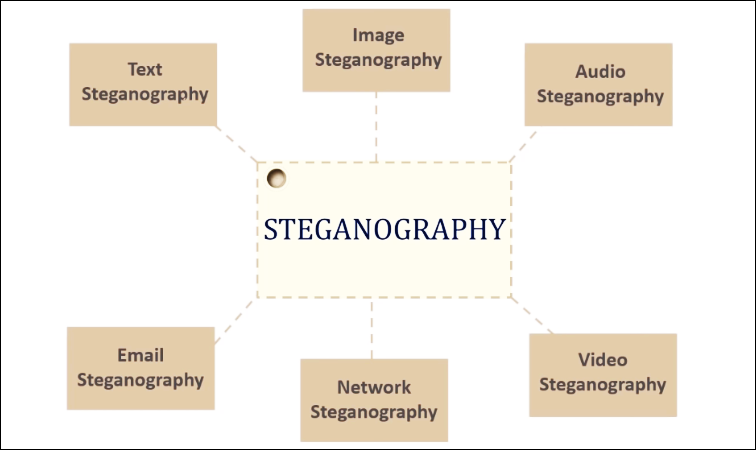 Image
Steganography
Text
Steganography
Audio
Steganography
STEGANOGRAPHY
Email
Steganography
Video
Steganography
Network
Steganography